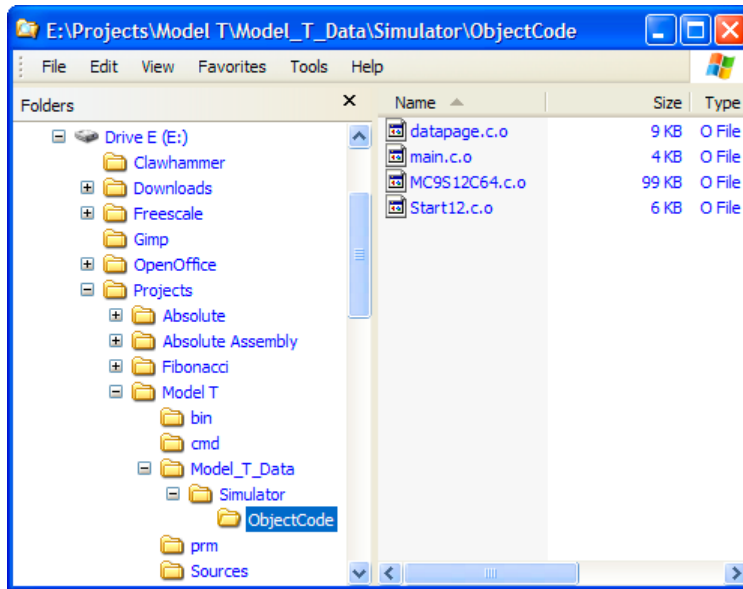 E:\Projects\Model T\Model_T_Data\Simulator\ObjectCode
File Edit View Favorites Tools Help
Folders
Drive E (E:)
Clawhammer
Downloads
Freescale
Gimp
OpenOffice
Projects
Absolute
Absolute Assembly
Fibonacci
Model T
bin
cmd
Model_T_Data
Simulator
ObjectCode
prm
Sources
Name Size Type
datapage.c.o 9 KB O File
main.c.o 4 KB O File
MC9S12C64.c.o 99 KB O File
Start12.c.o 6 KB O File